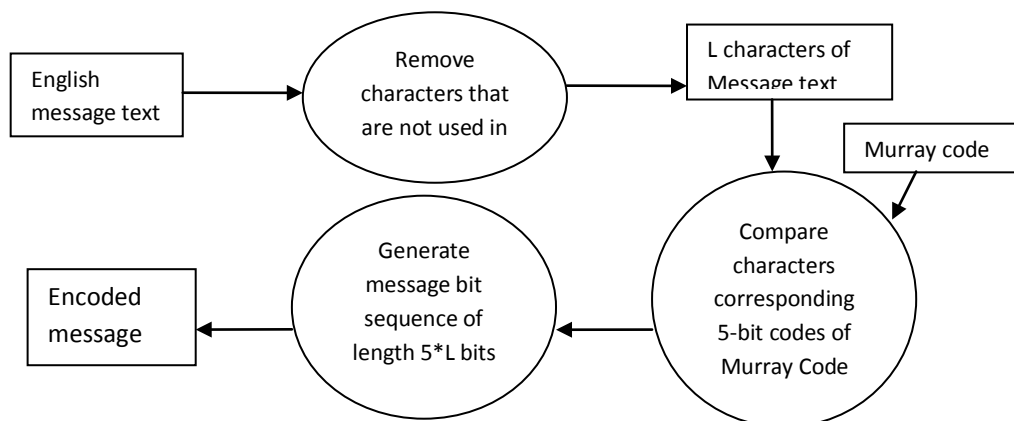 English
message text
Remove
characters that
are not used in
L characters of
Message text
Murray code
Compare
characters
corresponding
5-bit codes of
Murray Code
Generate
message bit
sequence of
length 5*L bits
Encoded
message